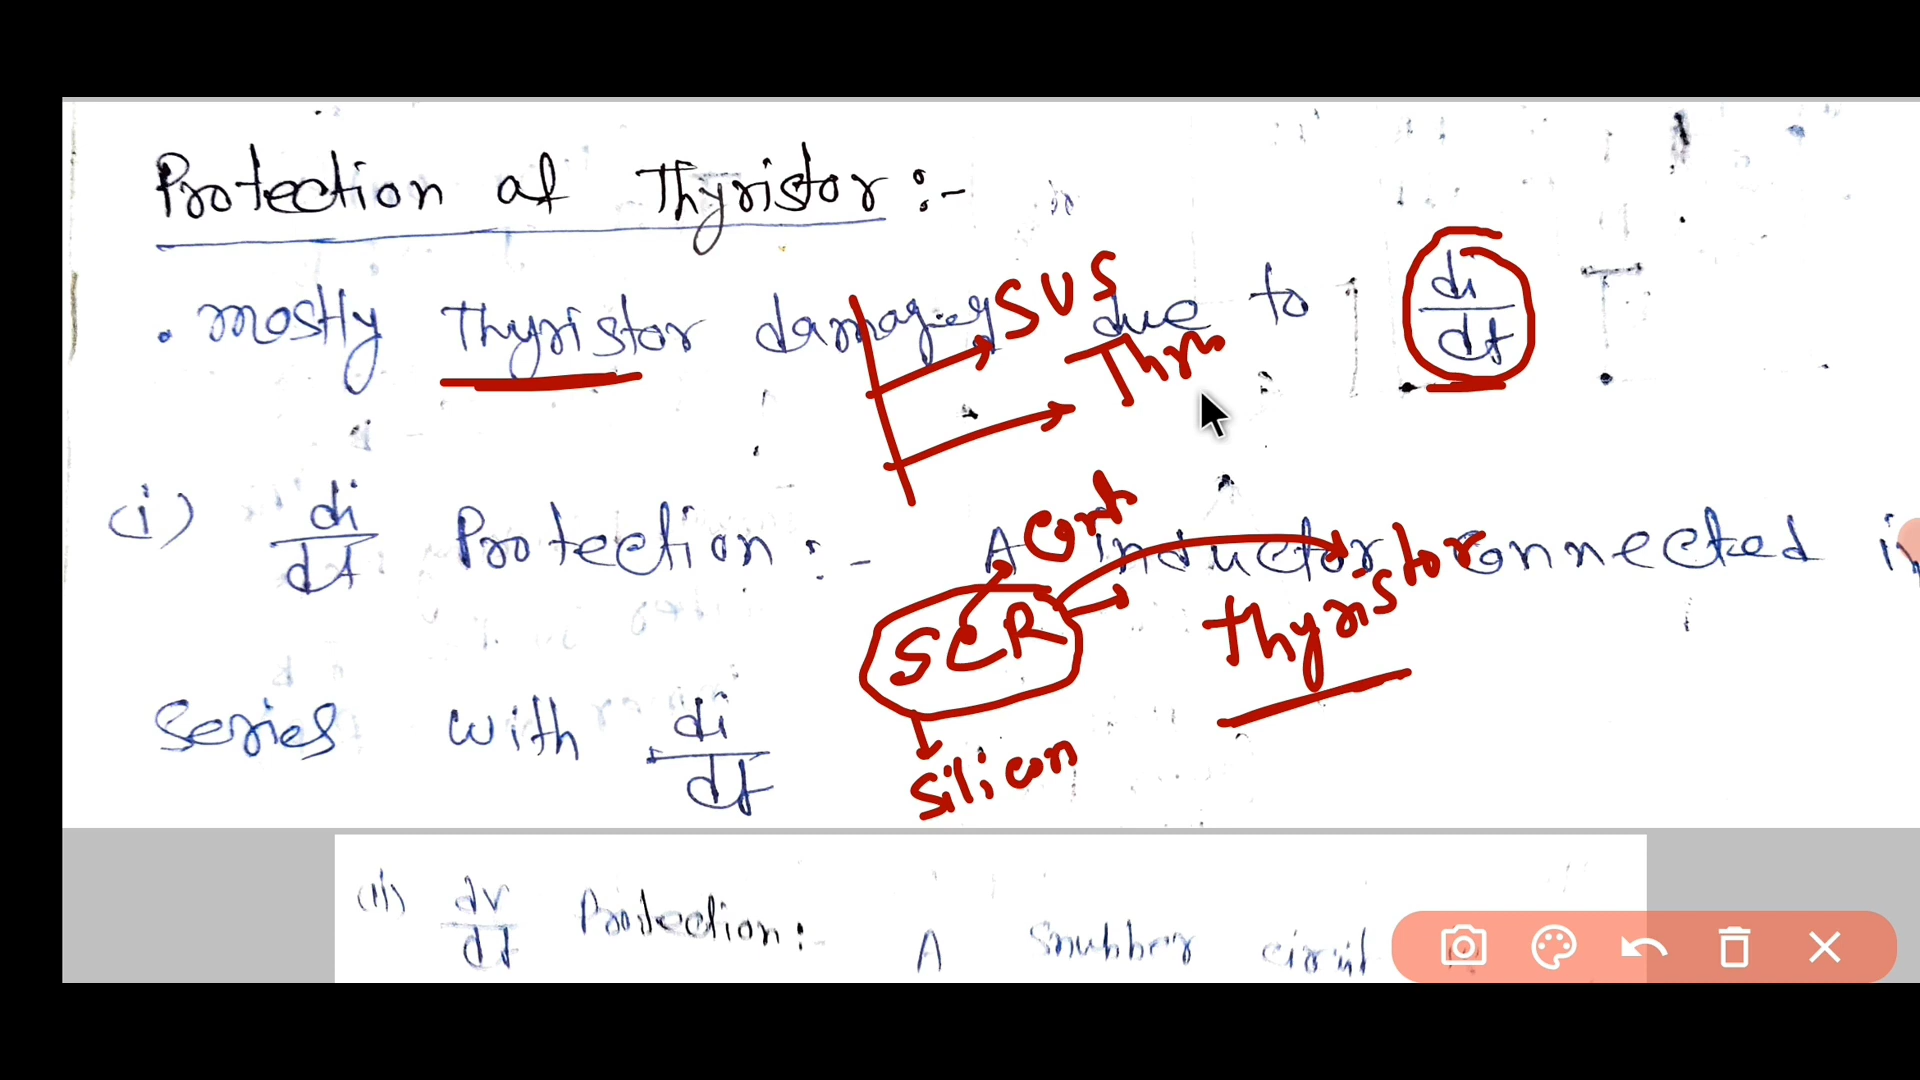 Protection of Thyristor :-
. mostly Thyristor damages due to di/dt
SUS
Thy
(i) di/dt Protection :- A inductor connected in
Cont
SCR
thyristor
series with di/dt
Silicon
(ii) dv/dt Protection: A snubber circuit